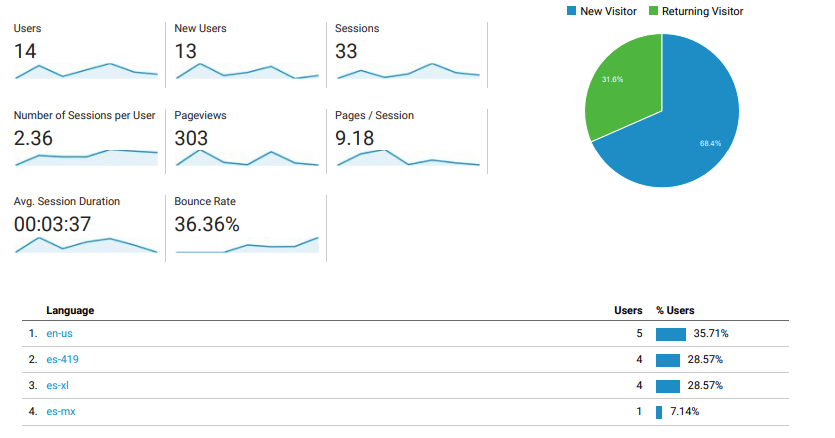 New Visitor Returning Visitor
Users New Users Sessions
14 13 33
31.6%
68.4%
Number of Sessions per User Pageviews Pages / Session
2.36 303 9.18
Avg. Session Duration Bounce Rate
00:03:37 36.36%
Language Users % Users
1. en-us 5 35.71%
2. es-419 4 28.57%
3. es-xl 4 28.57%
4. es-mx 1 7.14%